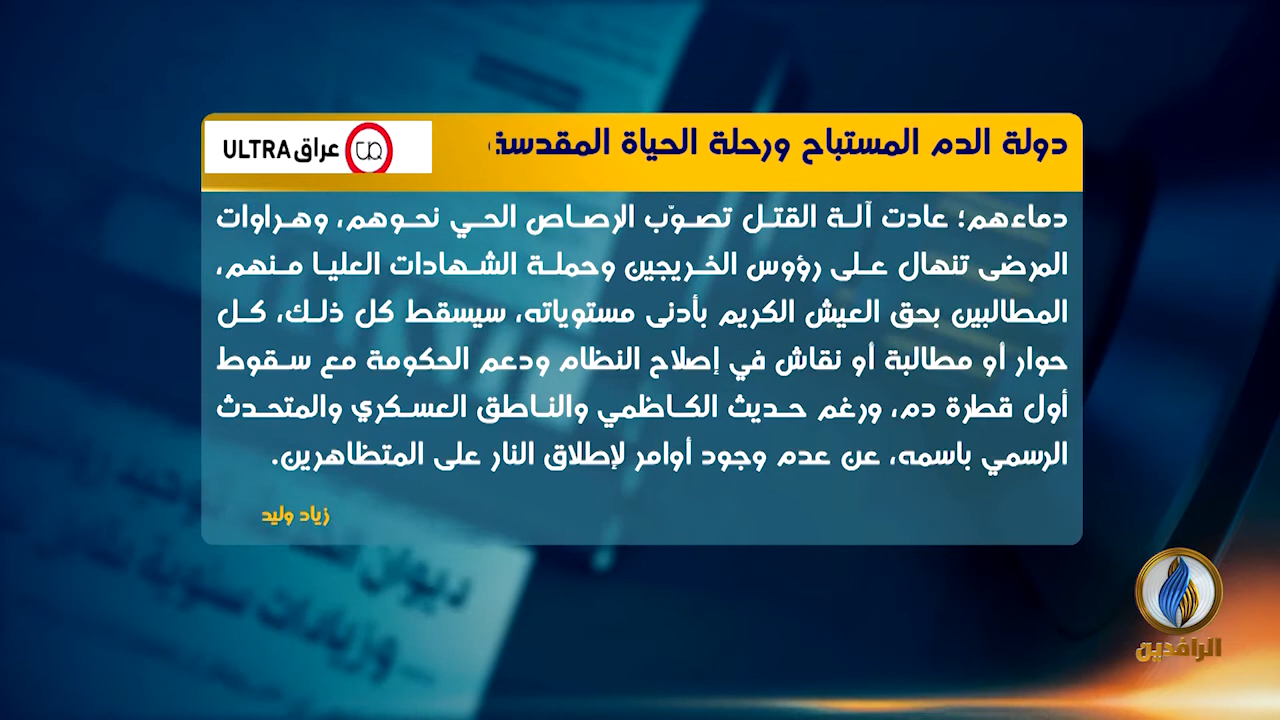 دولة الدم المستباح ورحلة الحياة المقدسة
عراق ULTRA
دماءهم؛ عادت آلة القتل تصوّب الرصاص الحي نحوهم، وهراوات
المرضى تنهال على رؤوس الخريجين وحملة الشهادات العليا منهم،
المطالبين بحق العيش الكريم بأدنى مستوياته، سيسقط كل ذلك، كل
حوار أو مطالبة أو نقاش في إصلاح النظام ودعم الحكومة مع سقوط
أول قطرة دم، ورغم حديث الكاظمي والناطق العسكري والمتحدث
الرسمي باسمه، عن عدم وجود أوامر لإطلاق النار على المتظاهرين.
زياد وليد
ديوان
وزيادات سنوية
الرافدين